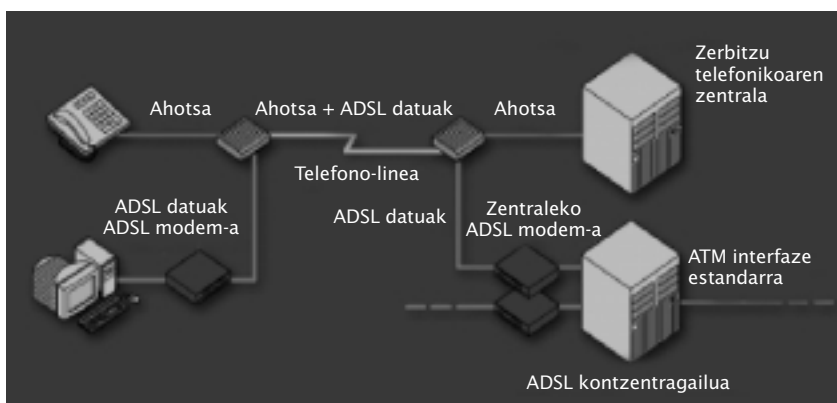 Zerbitzu
telefonikoaren
zentrala
Ahotsa
Ahotsa + ADSL datuak
Ahotsa
Telefono-linea
ADSL datuak
ADSL modem-a
ADSL datuak
Zentraleko
ADSL modem-a
ATM interfaze
estandarra
ADSL kontzentragailua